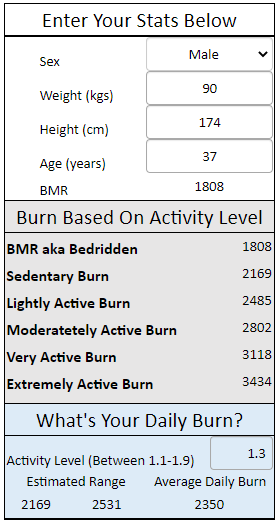 Enter Your Stats Below
Sex Male
Weight (kgs) 90
Height (cm) 174
Age (years) 37
BMR 1808
Burn Based On Activity Level
BMR aka Bedridden 1808
Sedentary Burn 2169
Lightly Active Burn 2485
Moderatetely Active Burn 2802
Very Active Burn 3118
Extremely Active Burn 3434
What's Your Daily Burn?
Activity Level (Between 1.1-1.9) 1.3
Estimated Range Average Daily Burn
2169 2531 2350